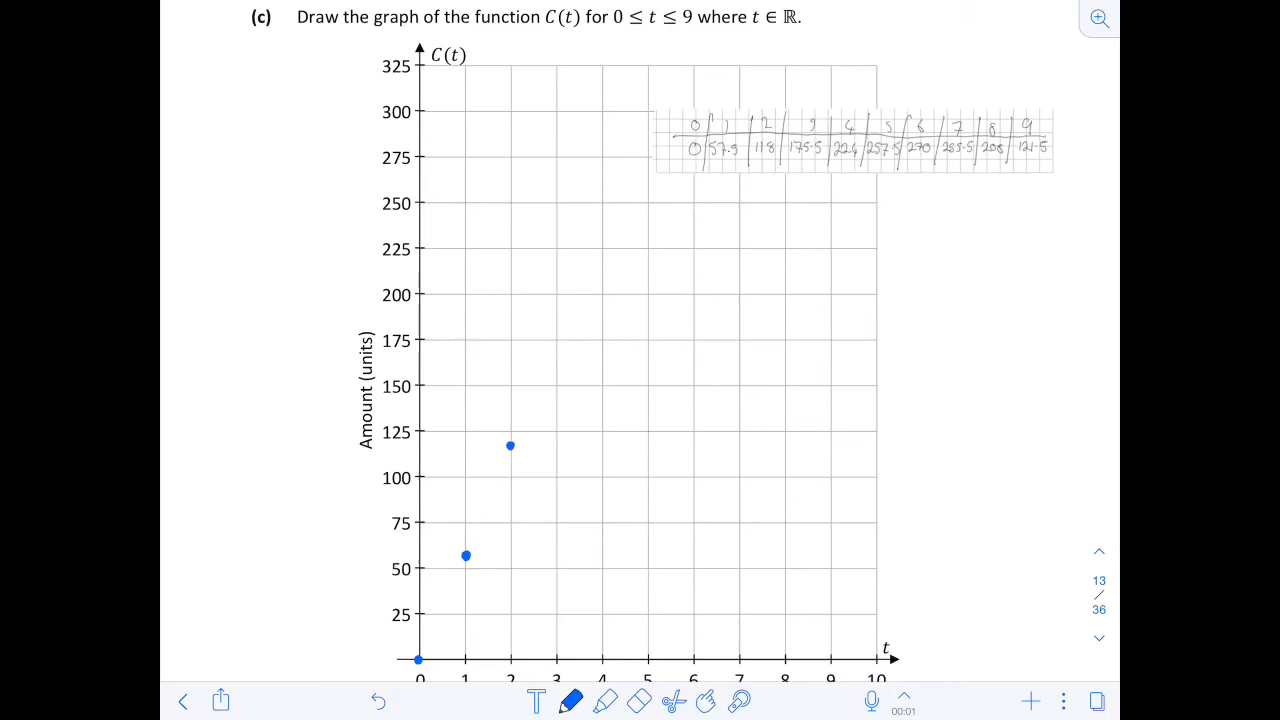 (c) Draw the graph of the function C(t) for 0 ≤ t ≤ 9 where t ∈ ℝ.
C(t)
325
300
0 1 2 3 4 5 6 7 8 9
0 57.5 118 175.5 224 257.5 270 255.5 208 121.5
275
250
225
200
175
150
125
100
75
50
25
Amount (units)
t
0 1 2 3 4 5 6 7 8 9 10
13
/
36
T
00:01